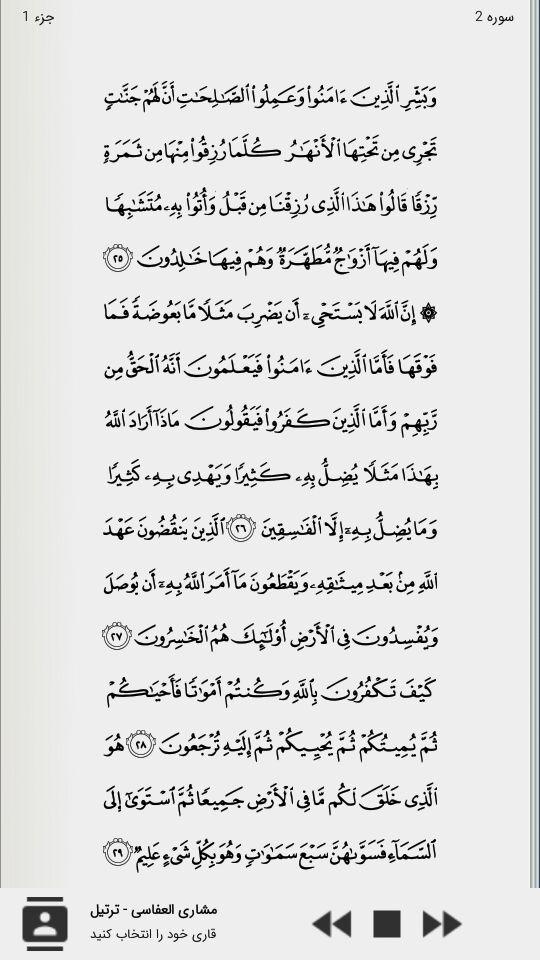 سوره 2
جزء 1
وَبَشِّرِ ٱلَّذِينَ ءَامَنُوا۟ وَعَمِلُوا۟ ٱلصَّـٰلِحَـٰتِ أَنَّ لَهُمْ جَنَّـٰتٍ
تَجْرِى مِن تَحْتِهَا ٱلْأَنْهَـٰرُ كُلَّمَا رُزِقُوا۟ مِنْهَا مِن ثَمَرَةٍ
رِّزْقًا قَالُوا۟ هَـٰذَا ٱلَّذِى رُزِقْنَا مِن قَبْلُ وَأُتُوا۟ بِهِۦ مُتَشَـٰبِهًا
وَلَهُمْ فِيهَآ أَزْوَٰجٌ مُّطَهَّرَةٌ وَهُمْ فِيهَا خَـٰلِدُونَ ٢٥
۞ إِنَّ ٱللَّهَ لَا يَسْتَحْىِۦٓ أَن يَضْرِبَ مَثَلًا مَّا بَعُوضَةً فَمَا
فَوْقَهَا فَأَمَّا ٱلَّذِينَ ءَامَنُوا۟ فَيَعْلَمُونَ أَنَّهُ ٱلْحَقُّ مِن
رَّبِّهِمْ وَأَمَّا ٱلَّذِينَ كَفَرُوا۟ فَيَقُولُونَ مَاذَآ أَرَادَ ٱللَّهُ
بِهَـٰذَا مَثَلًا يُضِلُّ بِهِۦ كَثِيرًا وَيَهْدِى بِهِۦ كَثِيرًا
وَمَا يُضِلُّ بِهِۦٓ إِلَّا ٱلْفَـٰسِقِينَ ٢٦ ٱلَّذِينَ يَنقُضُونَ عَهْدَ
ٱللَّهِ مِنۢ بَعْدِ مِيثَـٰقِهِۦ وَيَقْطَعُونَ مَآ أَمَرَ ٱللَّهُ بِهِۦٓ أَن يُوصَلَ
وَيُفْسِدُونَ فِى ٱلْأَرْضِ أُو۟لَـٰٓئِكَ هُمُ ٱلْخَـٰسِرُونَ ٢٧
كَيْفَ تَكْفُرُونَ بِٱللَّهِ وَكُنتُمْ أَمْوَٰتًا فَأَحْيَـٰكُمْ
ثُمَّ يُمِيتُكُمْ ثُمَّ يُحْيِيكُمْ ثُمَّ إِلَيْهِ تُرْجَعُونَ ٢٨ هُوَ
ٱلَّذِى خَلَقَ لَكُم مَّا فِى ٱلْأَرْضِ جَمِيعًا ثُمَّ ٱسْتَوَىٰٓ إِلَى
ٱلسَّمَآءِ فَسَوَّىٰهُنَّ سَبْعَ سَمَـٰوَٰتٍ وَهُوَ بِكُلِّ شَىْءٍ عَلِيمٌ ٢٩
مشاری العفاسی - ترتیل
قاری خود را انتخاب کنید